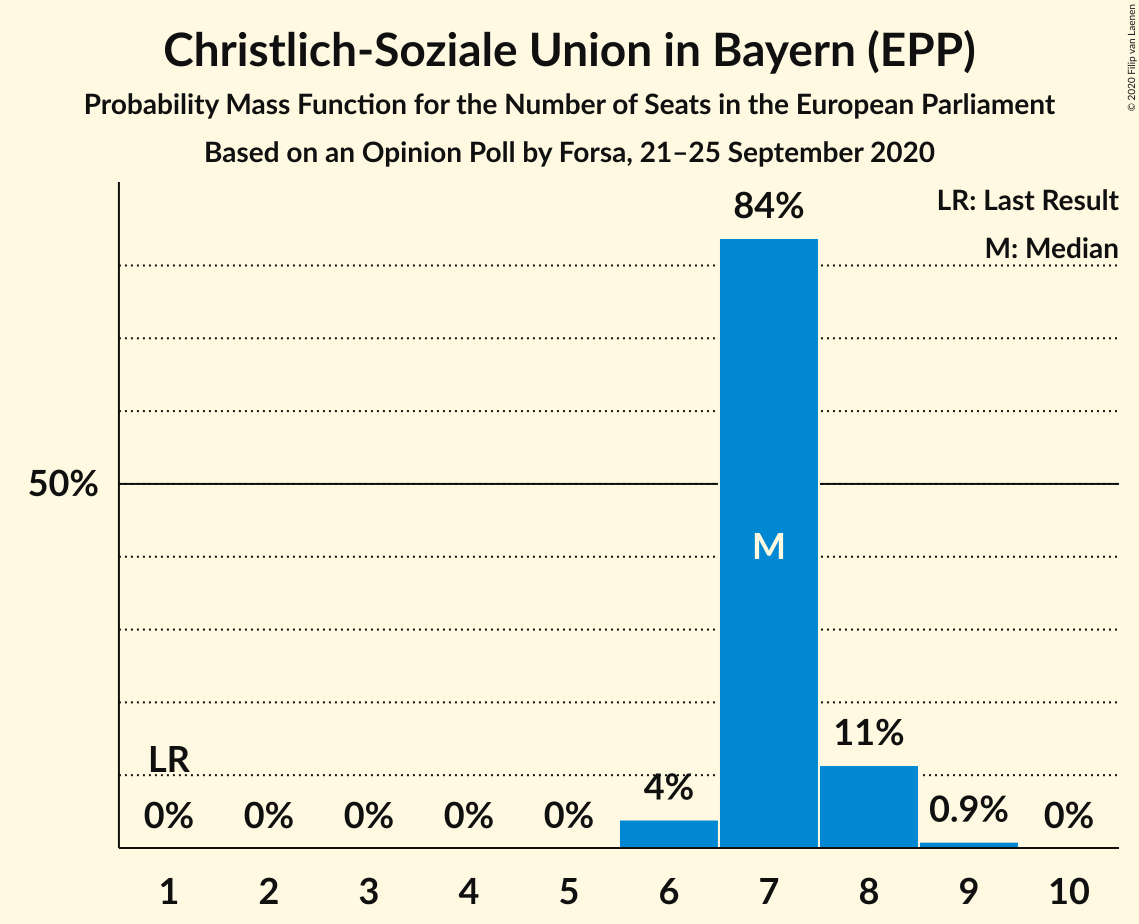 Christlich-Soziale Union in Bayern (EPP)
Probability Mass Function for the Number of Seats in the European Parliament
Based on an Opinion Poll by Forsa, 21–25 September 2020
© 2020 Filip van Laenen
LR: Last Result
M: Median
84%
50%
M
11%
LR
4%
0% 0% 0% 0% 0% 0.9% 0%
1 2 3 4 5 6 7 8 9 10